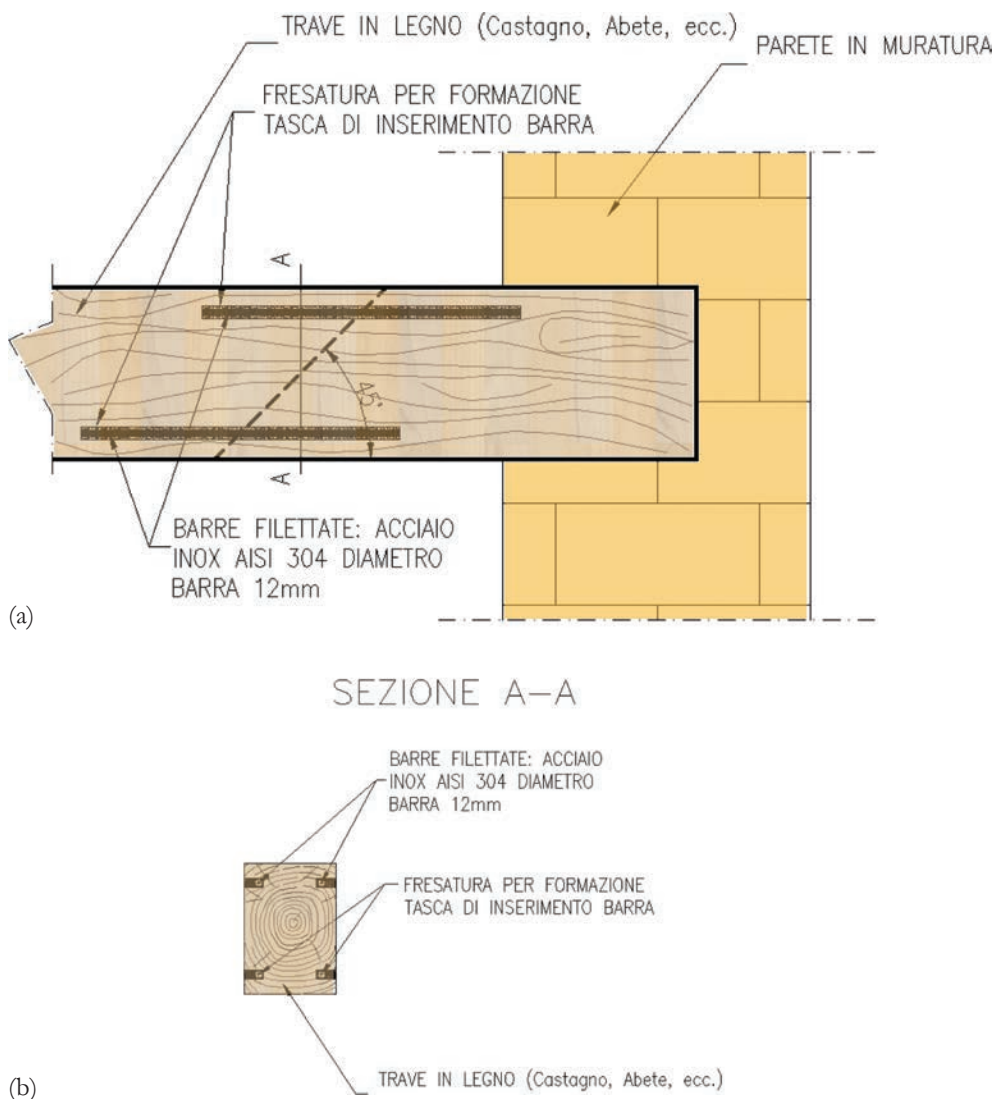 TRAVE IN LEGNO (Castagno, Abete, ecc.)
PARETE IN MURATURA
FRESATURA PER FORMAZIONE
TASCA DI INSERIMENTO BARRA
A
45°
A
BARRE FILETTATE: ACCIAIO
INOX AISI 304 DIAMETRO
BARRA 12mm
(a)
SEZIONE A-A
BARRE FILETTATE: ACCIAIO
INOX AISI 304 DIAMETRO
BARRA 12mm
FRESATURA PER FORMAZIONE
TASCA DI INSERIMENTO BARRA
TRAVE IN LEGNO (Castagno, Abete, ecc.)
(b)